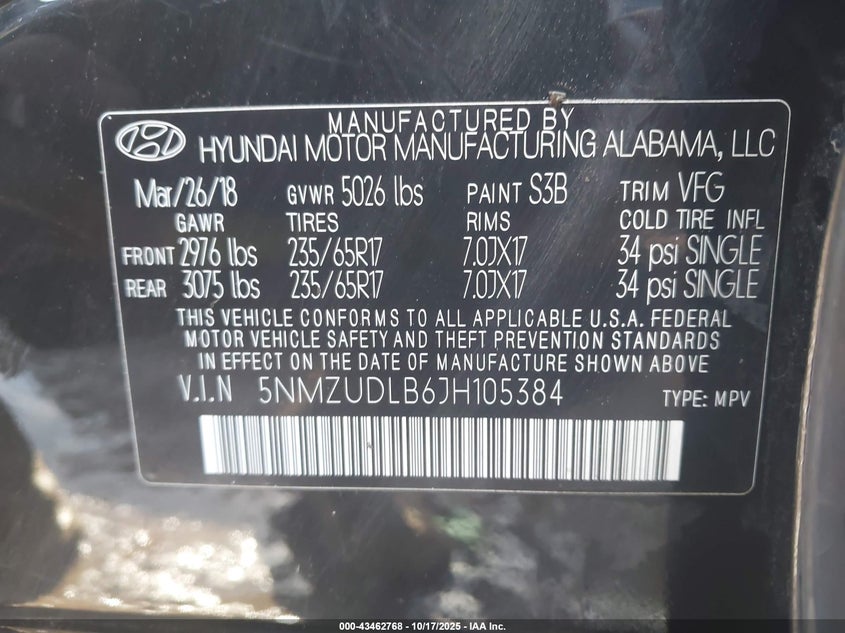 MANUFACTURED BY
HYUNDAI MOTOR MANUFACTURING ALABAMA, LLC
Mar/26/18 GVWR 5026 lbs PAINT S3B TRIM VFG
GAWR TIRES RIMS COLD TIRE INFL
FRONT 2976 lbs 235/65R17 7.0JX17 34 psi SINGLE
REAR 3075 lbs 235/65R17 7.0JX17 34 psi SINGLE
THIS VEHICLE CONFORMS TO ALL APPLICABLE U.S.A. FEDERAL
MOTOR VEHICLE SAFETY AND THEFT PREVENTION STANDARDS
IN EFFECT ON THE DATE OF MANUFACTURE SHOWN ABOVE
V.I.N 5NMZUDLB6JH105384 TYPE: MPV
000-43462768 - 10/17/2025 - IAA Inc.